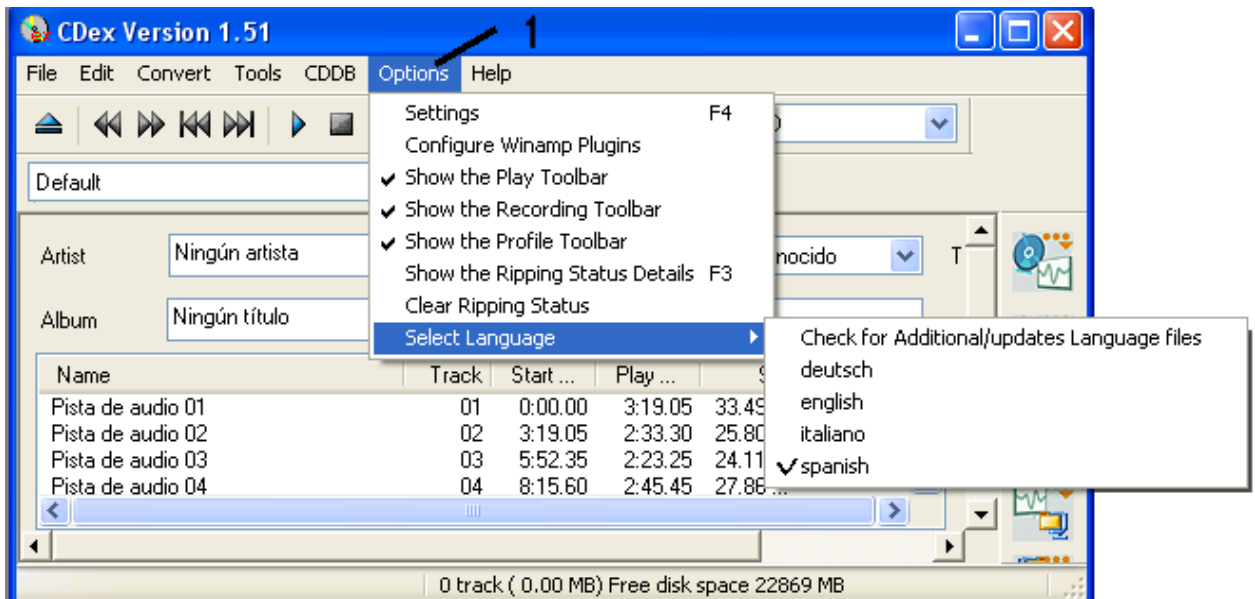 CDex Version 1.51
1
File Edit Convert Tools CDDB Options Help
Settings F4
Configure Winamp Plugins
Show the Play Toolbar
Show the Recording Toolbar
Show the Profile Toolbar
Show the Ripping Status Details F3
Clear Ripping Status
Select Language
Check for Additional/updates Language files
deutsch
english
italiano
spanish
Default
Artist Ningún artista nocido T
Album Ningún título
Name Track Start ... Play ...
Pista de audio 01 01 0:00.00 3:19.05 33.49
Pista de audio 02 02 3:19.05 2:33.30 25.80
Pista de audio 03 03 5:52.35 2:23.25 24.11
Pista de audio 04 04 8:15.60 2:45.45 27.86 ...
0 track ( 0.00 MB) Free disk space 22869 MB